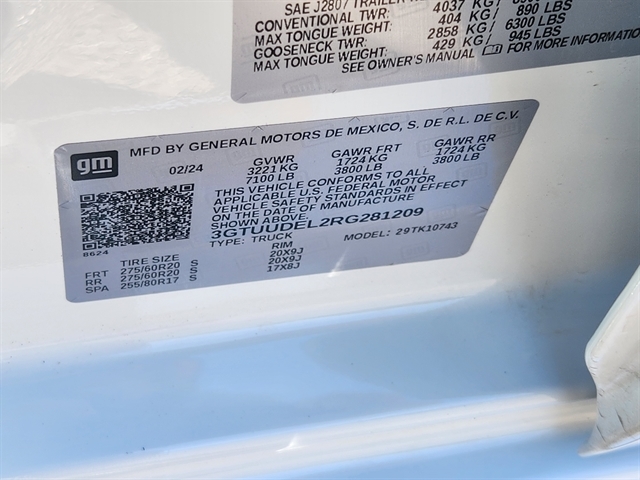 SAE J2807 TRAILER
CONVENTIONAL TWR: 4037 KG/
MAX TONGUE WEIGHT: 404 KG/ 890 LBS
GOOSENECK TWR: 2858 KG/ 6300 LBS
MAX TONGUE WEIGHT: 429 KG/ 945 LBS
SEE OWNER'S MANUAL FOR MORE INFORMATION
gm
MFD BY GENERAL MOTORS DE MEXICO, S. DE R.L. DE C.V.
02/24 GVWR GAWR FRT GAWR RR
3221 KG 1724 KG 1724 KG
7100 LB 3800 LB 3800 LB
THIS VEHICLE CONFORMS TO ALL
APPLICABLE U.S. FEDERAL MOTOR
VEHICLE SAFETY STANDARDS IN EFFECT
ON THE DATE OF MANUFACTURE
SHOWN ABOVE.
3GTUUDEL2RG281209
TYPE: TRUCK MODEL: 29TK10743
8624
TIRE SIZE RIM
FRT 275/60R20 S 20X9J
RR 275/60R20 S 20X9J
SPA 255/80R17 S 17X8J